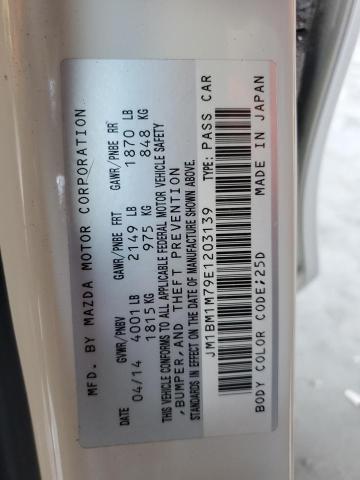 MFD. BY MAZDA MOTOR CORPORATION
DATE GVWR/PNBV GAWR/PNBE FRT GAWR/PNBE RR
04/14 4001 LB 2149 LB 1870 LB
1815 KG 975 KG 848 KG
THIS VEHICLE CONFORMS TO ALL APPLICABLE FEDERAL MOTOR VEHICLE SAFETY
,BUMPER,AND THEFT PREVENTION
STANDARDS IN EFFECT ON THE DATE OF MANUFACTURE SHOWN ABOVE.
JM1BM1M79E1203139 TYPE: PASS CAR
BODY COLOR CODE:25D MADE IN JAPAN